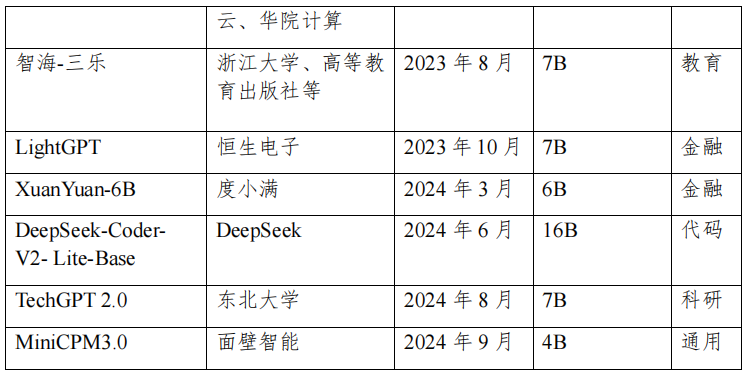 云、华院计算
智海-三乐 浙江大学、高等教 2023 年 8 月 7B 教育
育出版社等
LightGPT 恒生电子 2023 年 10 月 7B 金融
XuanYuan-6B 度小满 2024 年 3 月 6B 金融
DeepSeek-Coder- DeepSeek 2024 年 6 月 16B 代码
V2- Lite-Base
TechGPT 2.0 东北大学 2024 年 8 月 7B 科研
MiniCPM3.0 面壁智能 2024 年 9 月 4B 通用